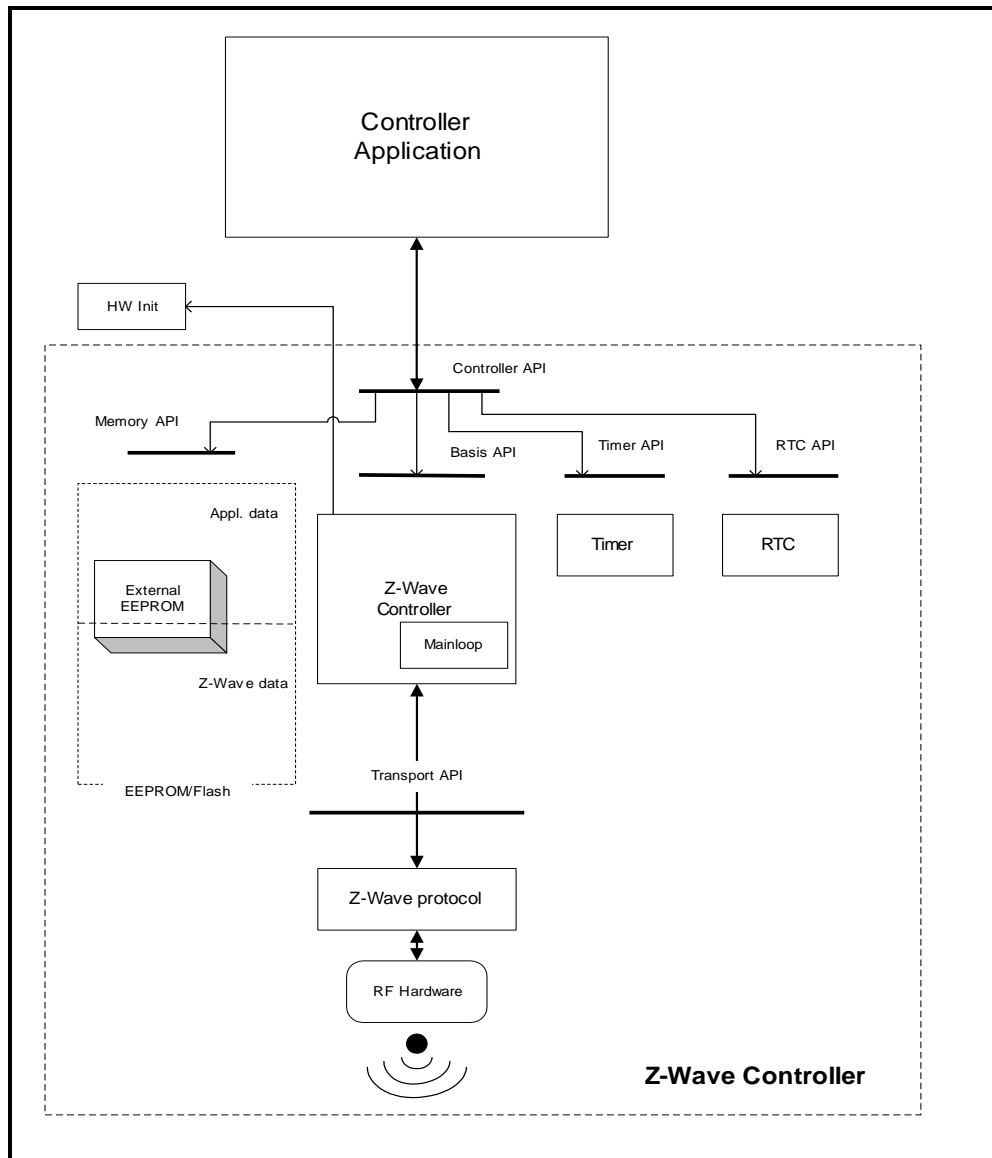 Controller
Application
HW Init
Controller API
Memory API
Basis API
Timer API
RTC API
Appl. data
External
EEPROM
Z-Wave data
EEPROM/Flash
Z-Wave
Controller
Mainloop
Timer
RTC
Transport API
Z-Wave protocol
RF Hardware
Z-Wave Controller